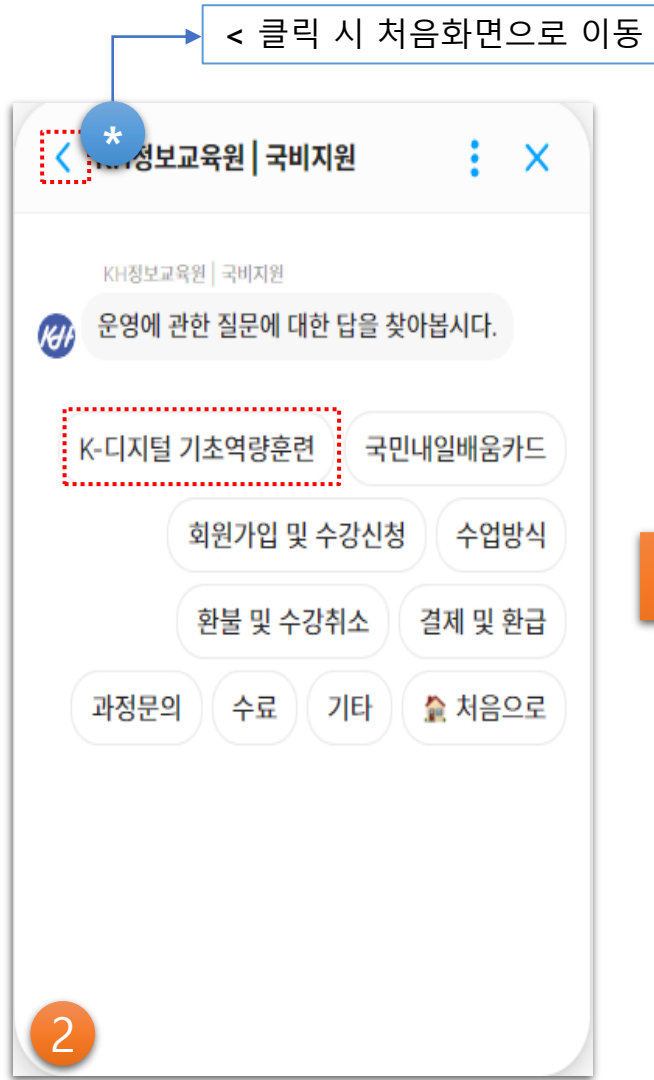 < 클릭 시 처음화면으로 이동
*
정보교육원 | 국비지원
KH정보교육원 | 국비지원
KH
운영에 관한 질문에 대한 답을 찾아봅시다.
K-디지털 기초역량훈련 국민내일배움카드
회원가입 및 수강신청 수업방식
환불 및 수강취소 결제 및 환급
과정문의 수료 기타 처음으로
2